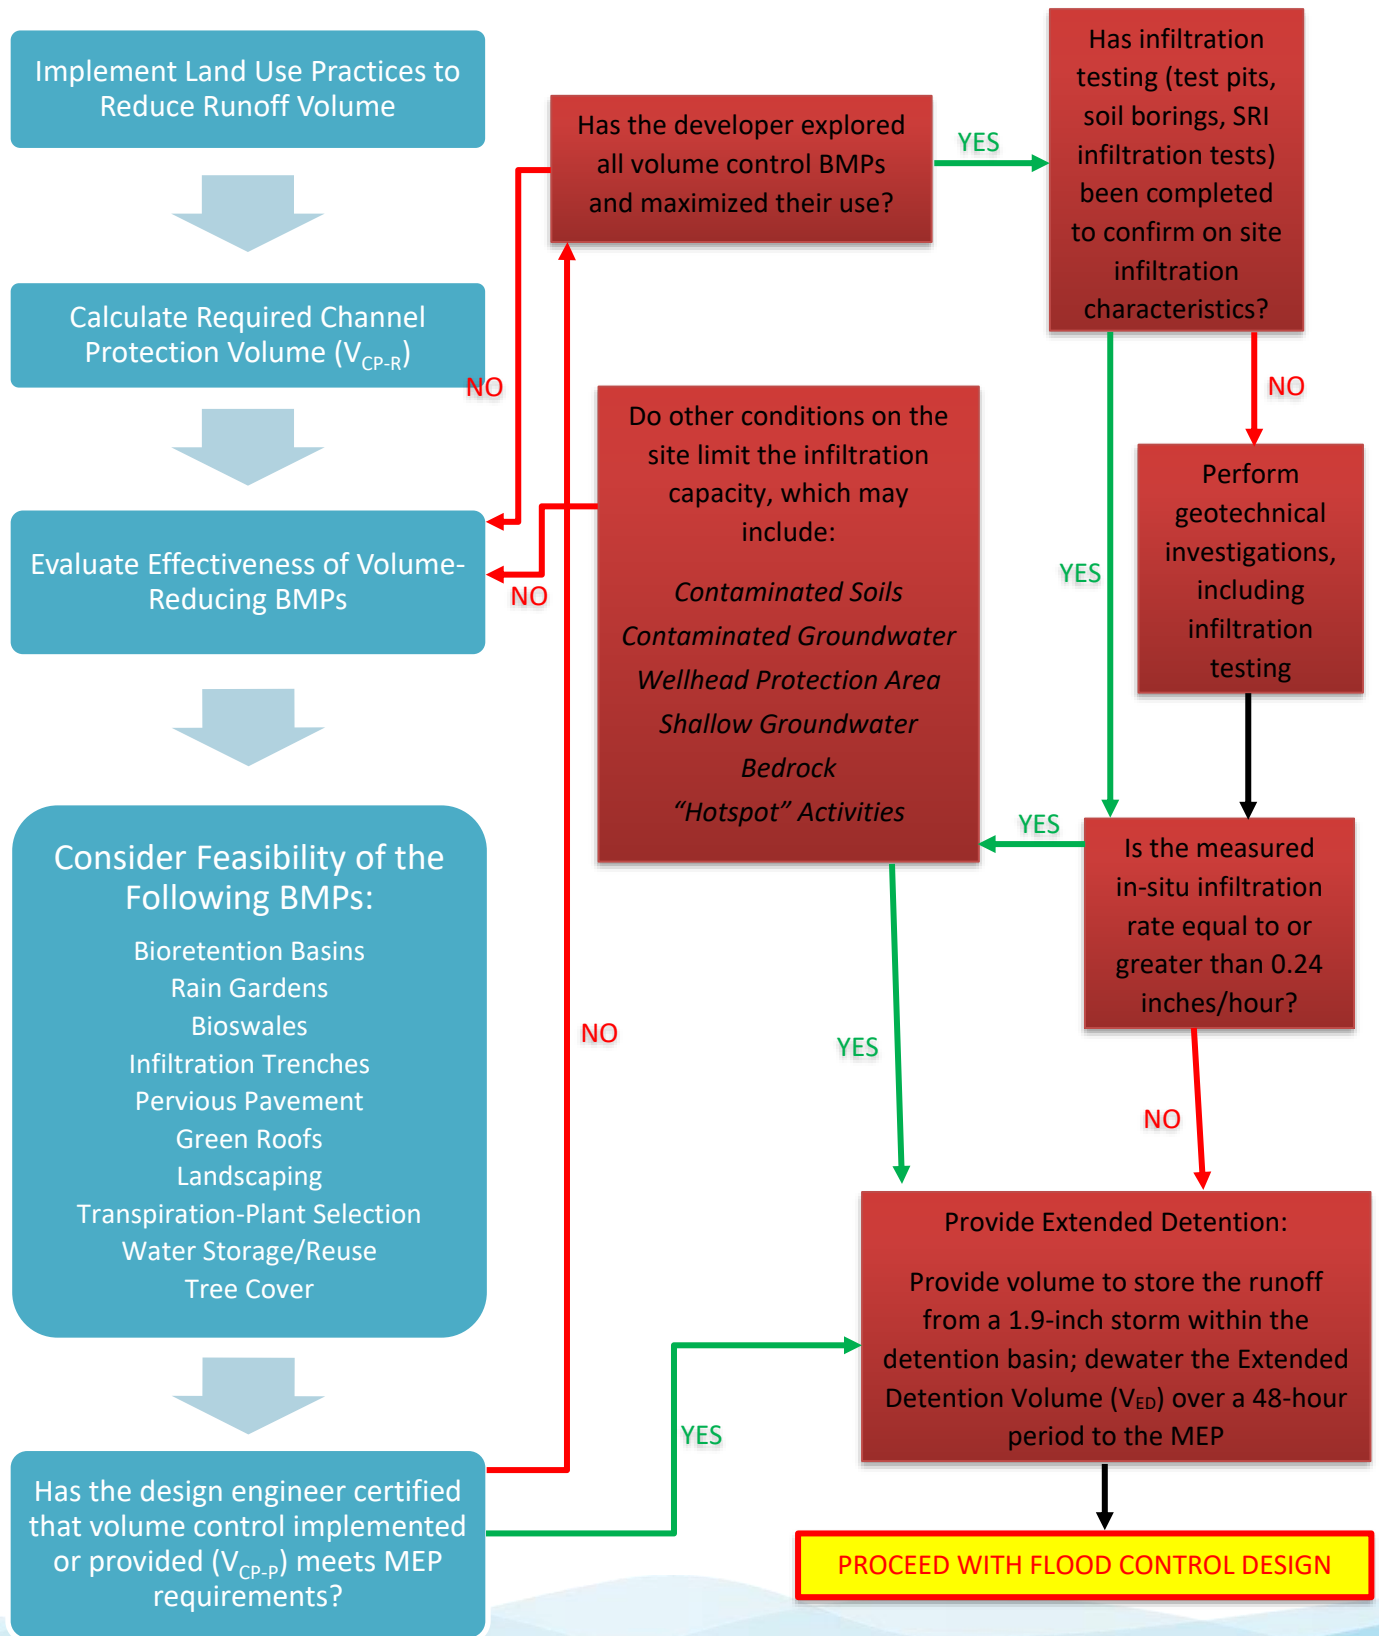 Implement Land Use Practices to
Reduce Runoff Volume
Calculate Required Channel
Protection Volume (VCP-R)
Evaluate Effectiveness of Volume-
Reducing BMPs
Consider Feasibility of the
Following BMPs:
Bioretention Basins
Rain Gardens
Bioswales
Infiltration Trenches
Pervious Pavement
Green Roofs
Landscaping
Transpiration-Plant Selection
Water Storage/Reuse
Tree Cover
Has the design engineer certified
that volume control implemented
or provided (VCP-P) meets MEP
requirements?
NO
YES
Has the developer explored
all volume control BMPs
and maximized their use?
NO
YES
Has infiltration
testing (test pits,
soil borings, SRI
infiltration tests)
been completed
to confirm on site
infiltration
characteristics?
YES
NO
Perform
geotechnical
investigations,
including
infiltration
testing
Is the measured
in-situ infiltration
rate equal to or
greater than 0.24
inches/hour?
YES
NO
Do other conditions on the
site limit the infiltration
capacity, which may
include:
Contaminated Soils
Contaminated Groundwater
Wellhead Protection Area
Shallow Groundwater
Bedrock
“Hotspot” Activities
NO
YES
Provide Extended Detention:
Provide volume to store the runoff
from a 1.9-inch storm within the
detention basin; dewater the Extended
Detention Volume (VED) over a 48-hour
period to the MEP
PROCEED WITH FLOOD CONTROL DESIGN